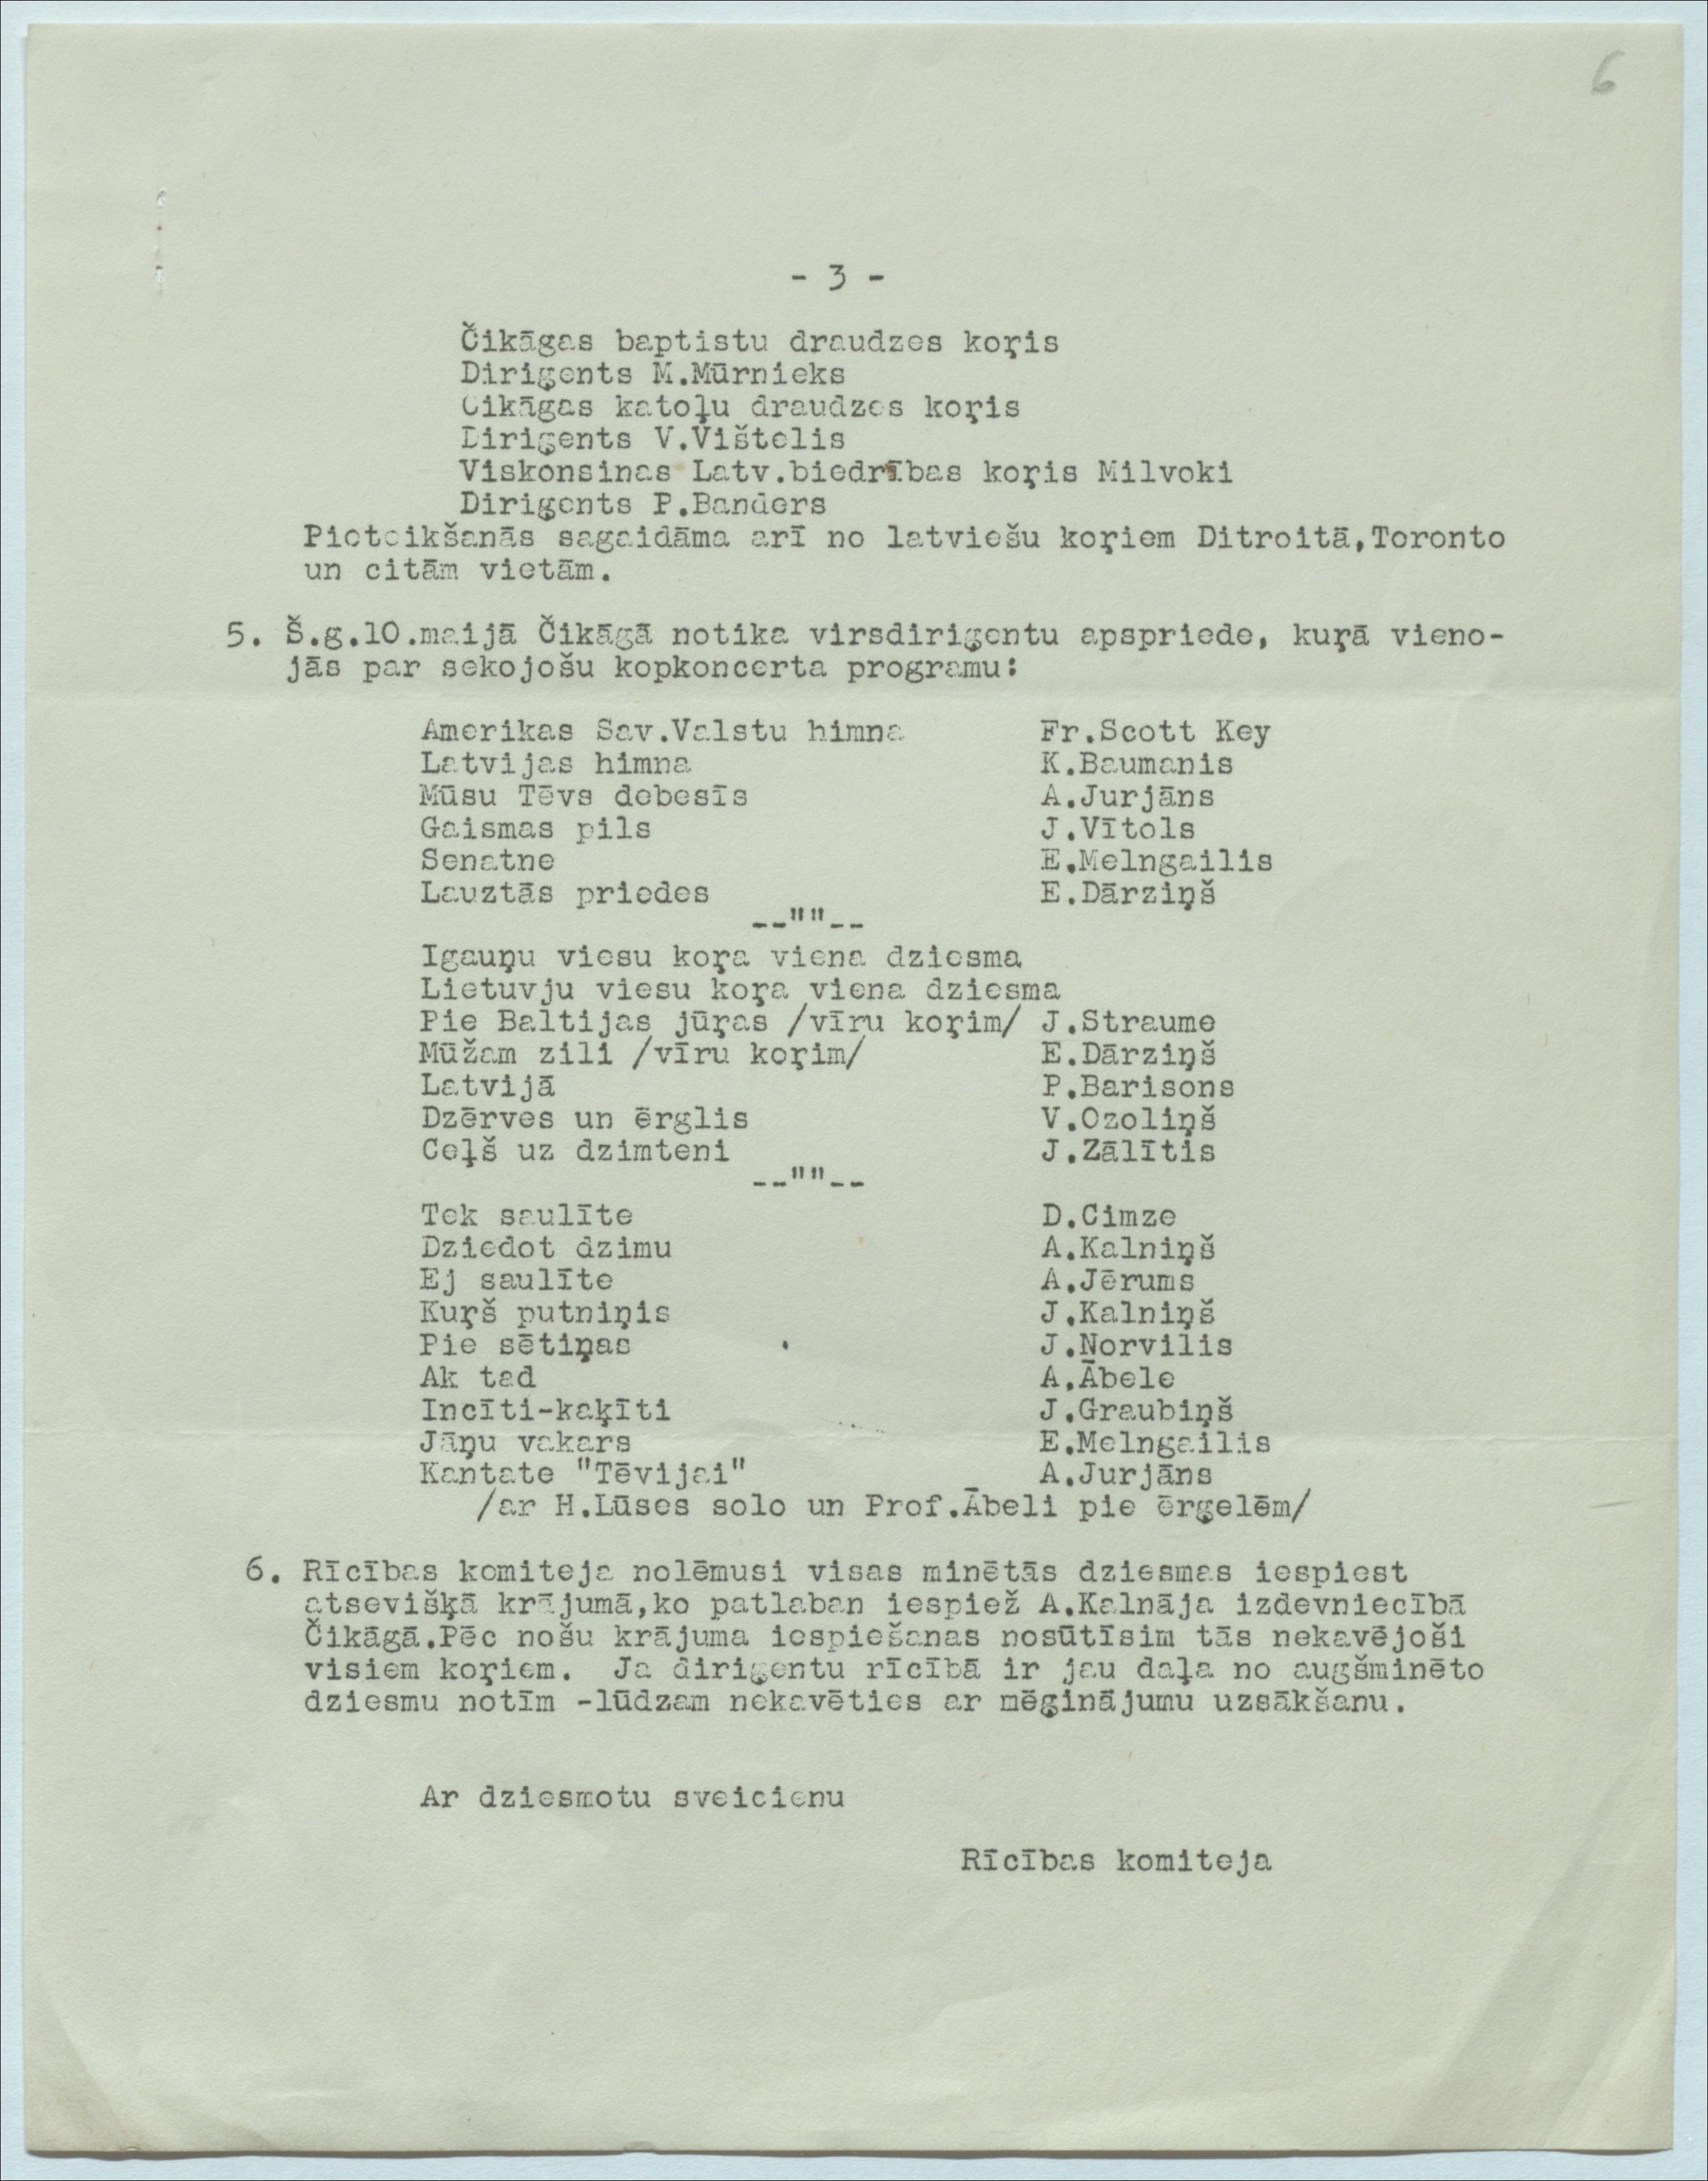 6
- 3 -
Čikāgas baptistu draudzes koŗis
Diriģents M.Mūrnieks
Čikāgas katoļu draudzes koŗis
Diriģents V.Vištelis
Viskonsinas Latv.biedrības koŗis Milvoki
Diriģents P.Banders
Pieteikšanās sagaidāma arī no latviešu koŗiem Ditroitā,Toronto
un citām vietām.
5. Š.g.10.maijā Čikāgā notika virsdiriģentu apspriede, kuŗā vieno-
jās par sekojošu kopkoncerta programu:
Amerikas Sav.Valstu himna Fr.Scott Key
Latvijas himna K.Baumanis
Mūsu Tēvs debesīs A.Jurjāns
Gaismas pils J.Vītols
Senatne E.Melngailis
Lauztās priedes E.Dārziņš
--""--
Igauņu viesu koŗa viena dziesma
Lietuvju viesu koŗa viena dziesma
Pie Baltijas jūŗas /vīru koŗim/ J.Straume
Mūžam zili /vīru koŗim/ E.Dārziņš
Latvijā P.Barisons
Dzērves un ērglis V.Ozoliņš
Ceļš uz dzimteni J.Zālītis
--""--
Tek saulīte D.Cimze
Dziedot dzimu A.Kalniņš
Ej saulīte A.Jērums
Kuŗš putniņis J.Kalniņš
Pie sētiņas J.Norvilis
Ak tad A.Ābele
Incīti-kaķīti J.Graubiņš
Jāņu vakars E.Melngailis
Kantate "Tēvijai" A.Jurjāns
/ar H.Lūses solo un Prof.Ābeli pie ērģelēm/
6. Rīcības komiteja nolēmusi visas minētās dziesmas iespiest
atsevišķā krājumā,ko patlaban iespiež A.Kalnāja izdevniecībā
Čikāgā.Pēc nošu krājuma iespiešanas nosūtīsim tās nekavējoši
visiem koŗiem. Ja diriģentu rīcībā ir jau daļa no augšminēto
dziesmu notīm -lūdzam nekavēties ar mēģinājumu uzsākšanu.
Ar dziesmotu sveicienu
Rīcības komiteja